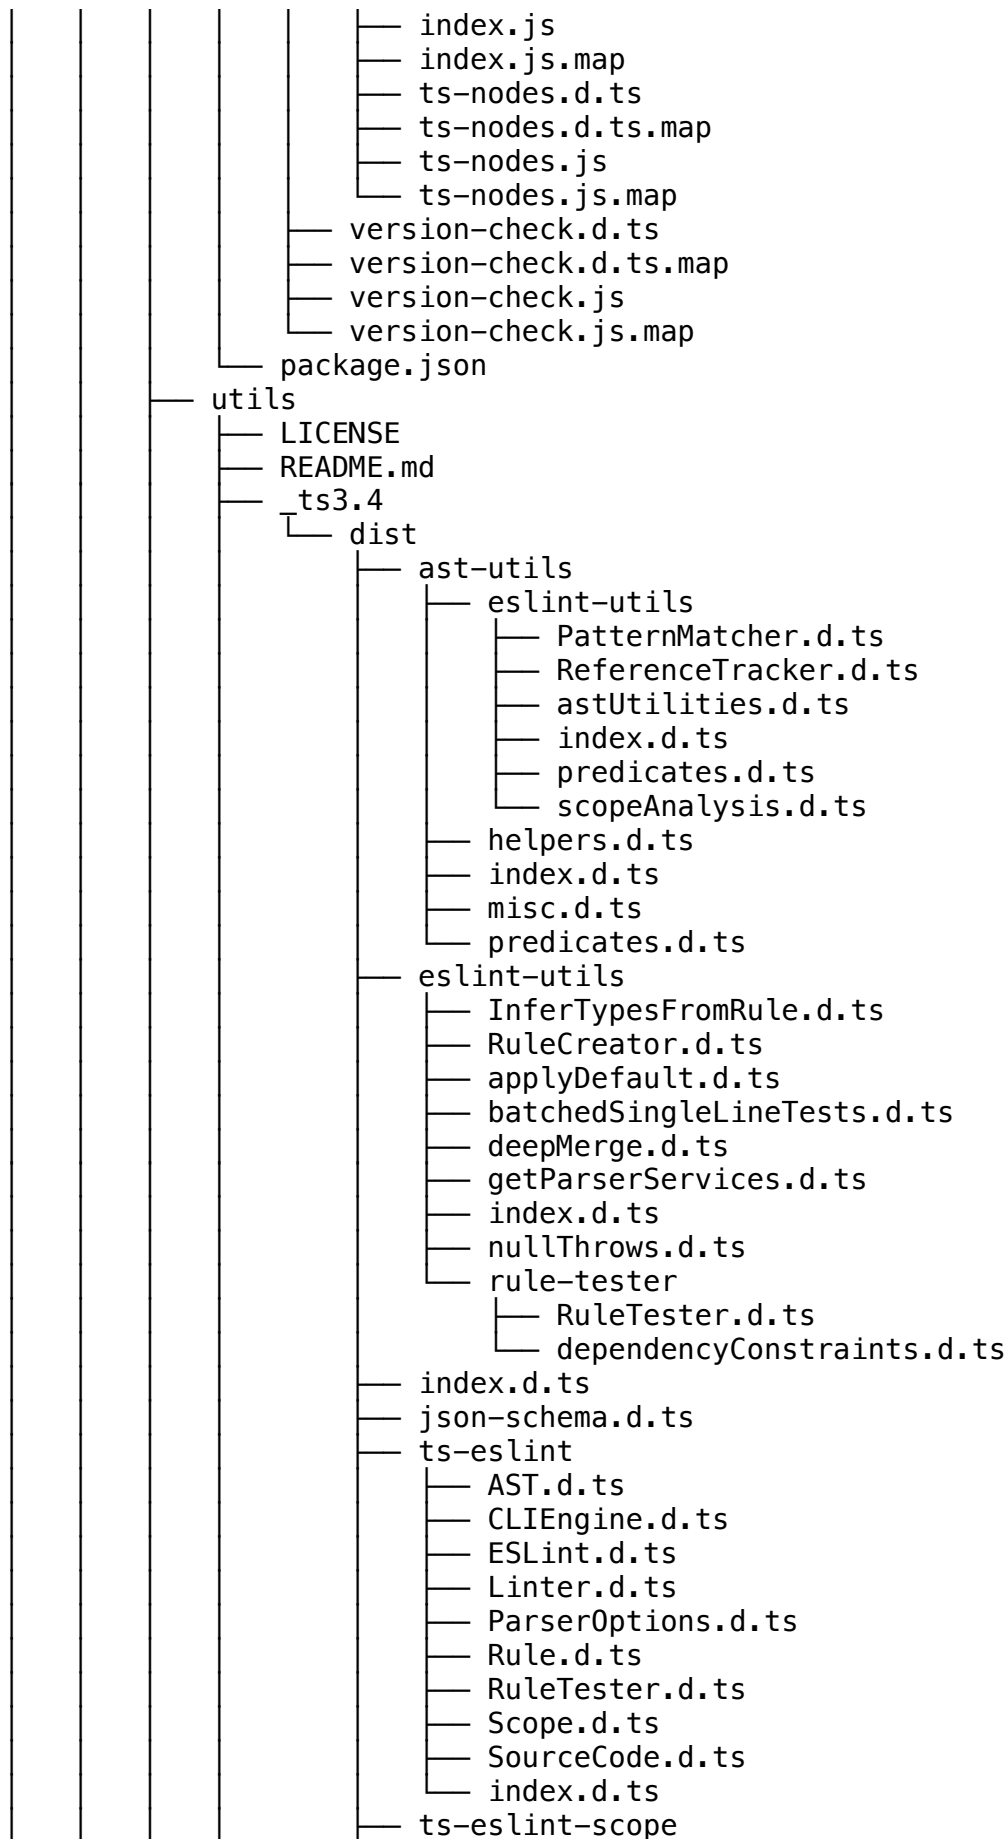 │   │   │   │   │   ├── index.js
│   │   │   │   │   ├── index.js.map
│   │   │   │   │   ├── ts-nodes.d.ts
│   │   │   │   │   ├── ts-nodes.d.ts.map
│   │   │   │   │   ├── ts-nodes.js
│   │   │   │   │   └── ts-nodes.js.map
│   │   │   │   ├── version-check.d.ts
│   │   │   │   ├── version-check.d.ts.map
│   │   │   │   ├── version-check.js
│   │   │   │   └── version-check.js.map
│   │   │   └── package.json
│   │   ├── utils
│   │   │   ├── LICENSE
│   │   │   ├── README.md
│   │   │   ├── _ts3.4
│   │   │   │   └── dist
│   │   │   │       ├── ast-utils
│   │   │   │       │   ├── eslint-utils
│   │   │   │       │   │   ├── PatternMatcher.d.ts
│   │   │   │       │   │   ├── ReferenceTracker.d.ts
│   │   │   │       │   │   ├── astUtilities.d.ts
│   │   │   │       │   │   ├── index.d.ts
│   │   │   │       │   │   ├── predicates.d.ts
│   │   │   │       │   │   └── scopeAnalysis.d.ts
│   │   │   │       │   ├── helpers.d.ts
│   │   │   │       │   ├── index.d.ts
│   │   │   │       │   ├── misc.d.ts
│   │   │   │       │   └── predicates.d.ts
│   │   │   │       ├── eslint-utils
│   │   │   │       │   ├── InferTypesFromRule.d.ts
│   │   │   │       │   ├── RuleCreator.d.ts
│   │   │   │       │   ├── applyDefault.d.ts
│   │   │   │       │   ├── batchedSingleLineTests.d.ts
│   │   │   │       │   ├── deepMerge.d.ts
│   │   │   │       │   ├── getParserServices.d.ts
│   │   │   │       │   ├── index.d.ts
│   │   │   │       │   ├── nullThrows.d.ts
│   │   │   │       │   └── rule-tester
│   │   │   │       │       ├── RuleTester.d.ts
│   │   │   │       │       └── dependencyConstraints.d.ts
│   │   │   │       ├── index.d.ts
│   │   │   │       ├── json-schema.d.ts
│   │   │   │       ├── ts-eslint
│   │   │   │       │   ├── AST.d.ts
│   │   │   │       │   ├── CLIEngine.d.ts
│   │   │   │       │   ├── ESLint.d.ts
│   │   │   │       │   ├── Linter.d.ts
│   │   │   │       │   ├── ParserOptions.d.ts
│   │   │   │       │   ├── Rule.d.ts
│   │   │   │       │   ├── RuleTester.d.ts
│   │   │   │       │   ├── Scope.d.ts
│   │   │   │       │   ├── SourceCode.d.ts
│   │   │   │       │   └── index.d.ts
│   │   │   │       ├── ts-eslint-scope